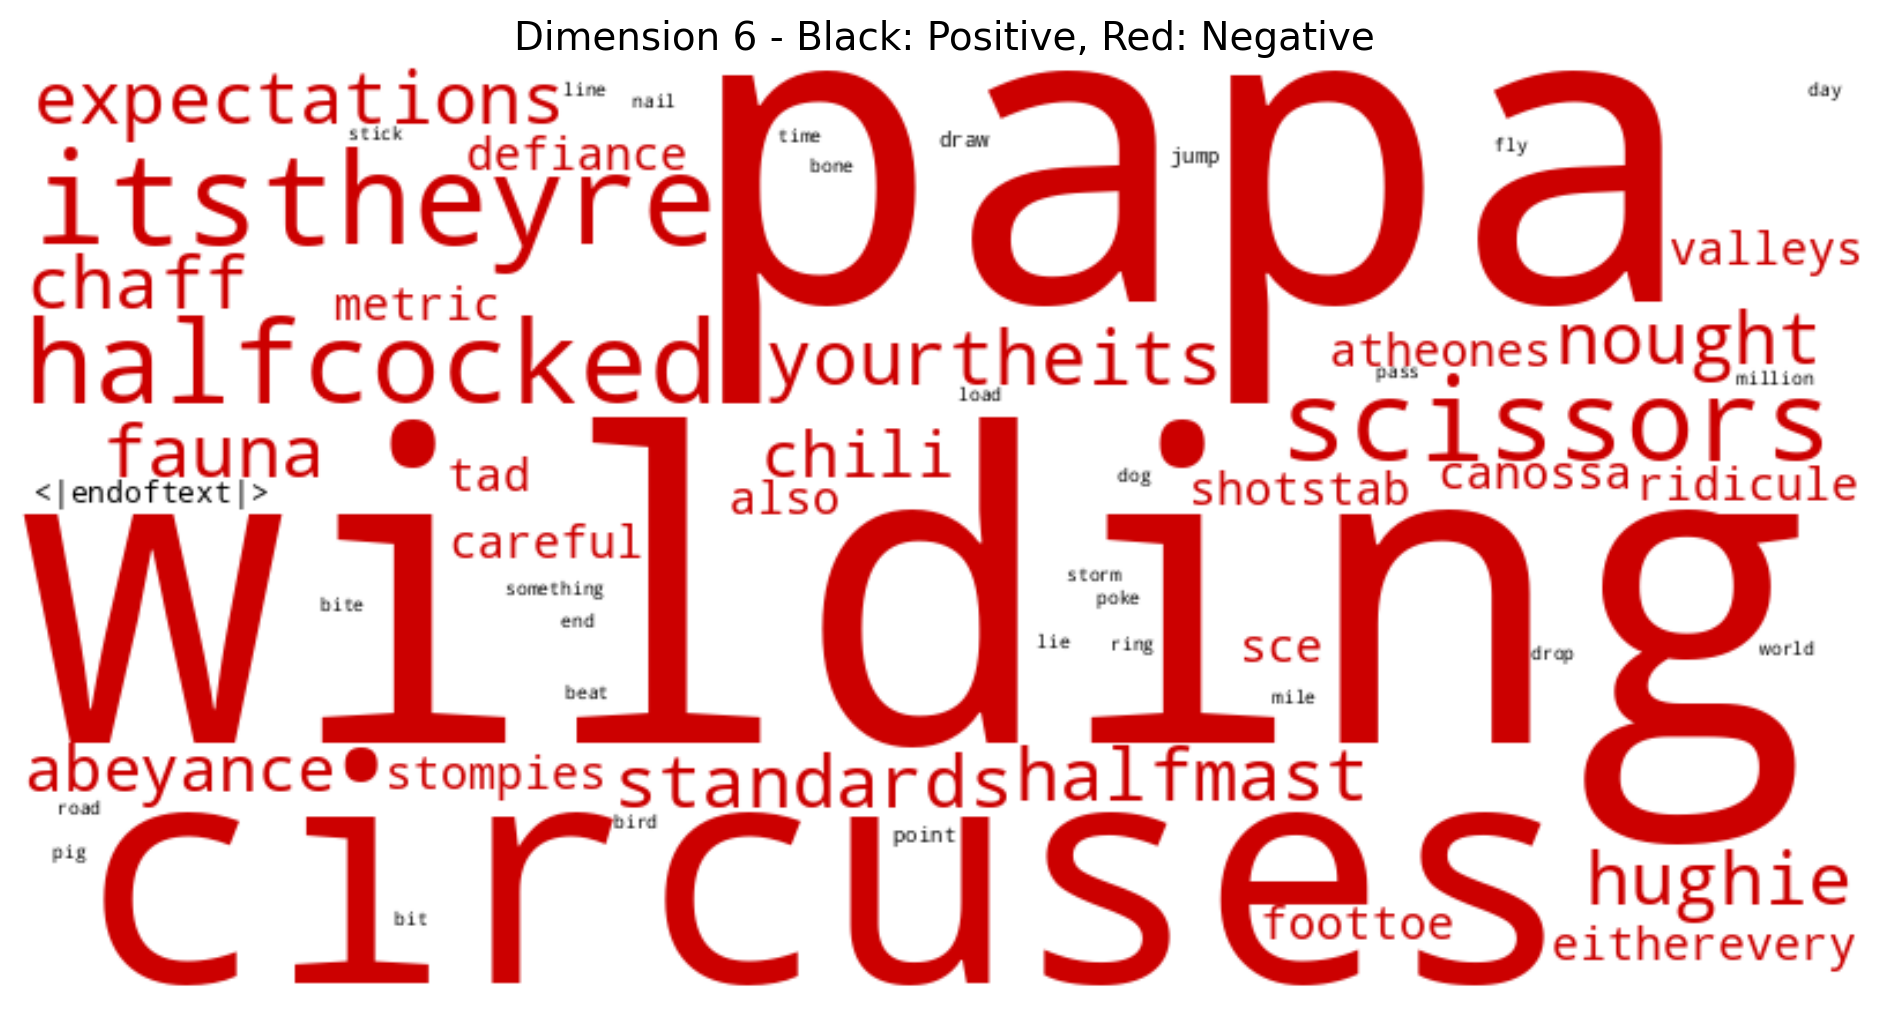 Dimension 6 - Black: Positive, Red: Negative
expectations line nail day
stick time draw fly
defiance bone jump
itstheyre papa valleys
chaff metric
halfcocked yourtheits atheones nought
load pass million
scissors
fauna tad chili dog canossa
<|endoftext|> also shotstab ridicule
careful
wilding
something storm
bite end poke
lie ring sce drop world
beat mile
abeyance stompies standards halfmast
road bird point
pig circuses hughie
bit foottoe
eitherevery